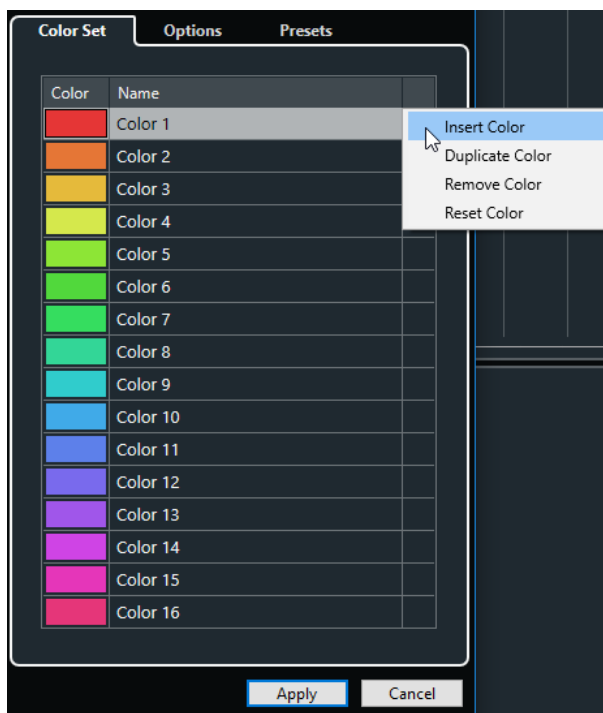 Color Set Options Presets
Color Name
Color 1
Insert Color
Color 2
Duplicate Color
Color 3
Remove Color
Color 4
Reset Color
Color 5
Color 6
Color 7
Color 8
Color 9
Color 10
Color 11
Color 12
Color 13
Color 14
Color 15
Color 16
Apply Cancel